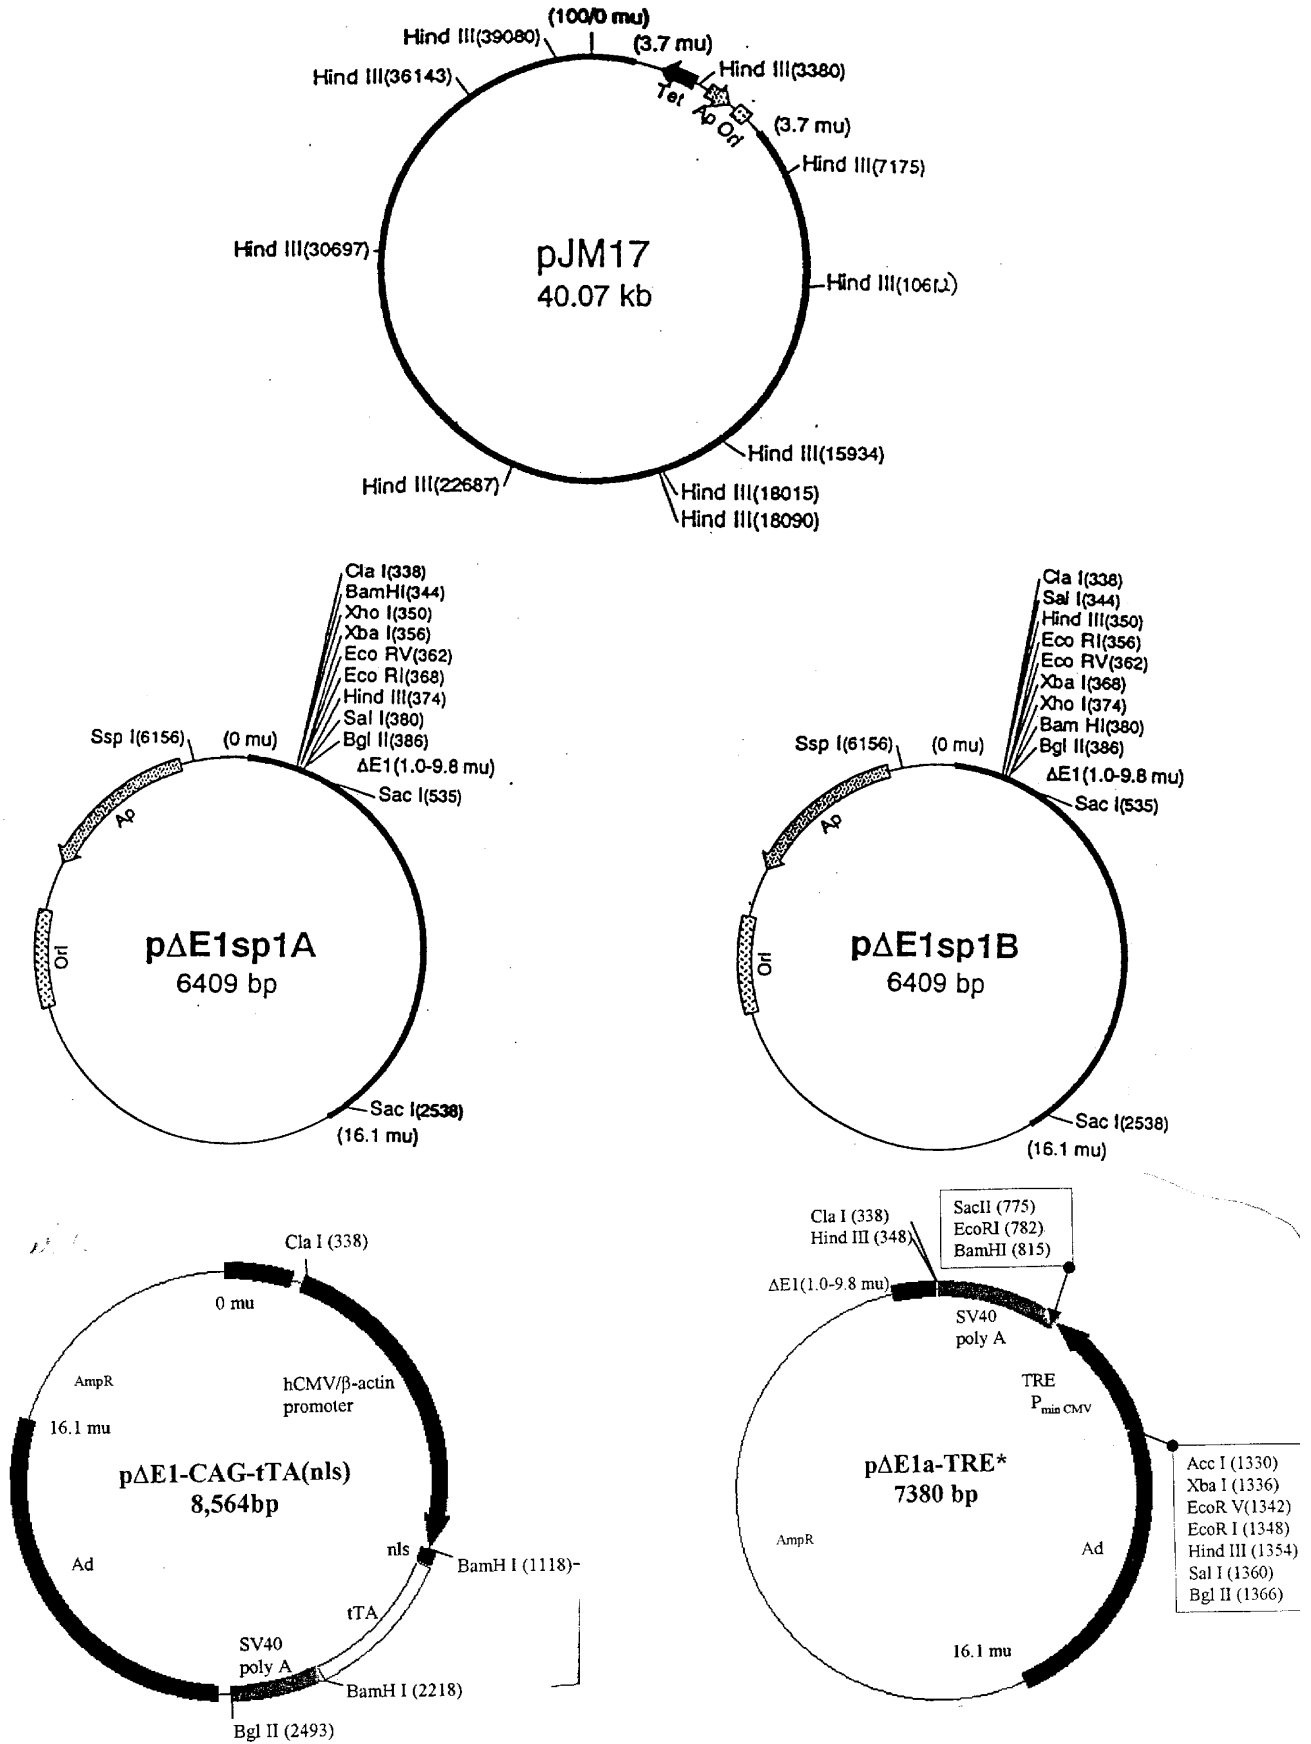 (100/0 mu)
Hind III(39080)
(3.7 mu)
Hind III(36143)
Hind III(3380)
Tet
Ap
Ori
(3.7 mu)
Hind III(7175)
Hind III(30697)
pJM17
40.07 kb
Hind III(10612)
Hind III(15934)
Hind III(22687)
Hind III(18015)
Hind III(18090)
Cla I(338)
BamHI(344)
Xho I(350)
Xba I(356)
Eco RV(362)
Eco RI(368)
Hind III(374)
Sal I(380)
Bgl II(386)
Ssp I(6156)
(0 mu)
ΔE1(1.0-9.8 mu)
Sac I(535)
Ap
Ori
pΔE1sp1A
6409 bp
Sac I(2538)
(16.1 mu)
Cla I(338)
Sal I(344)
Hind III(350)
Eco RI(356)
Eco RV(362)
Xba I(368)
Xho I(374)
Bam HI(380)
Bgl II(386)
Ssp I(6156)
(0 mu)
ΔE1(1.0-9.8 mu)
Sac I(535)
Ap
Ori
pΔE1sp1B
6409 bp
Sac I(2538)
(16.1 mu)
Cla I (338)
0 mu
AmpR
hCMV/β-actin
promoter
16.1 mu
pΔE1-CAG-tTA(nls)
8,564bp
nls
BamH I (1118)-
Ad
tTA
SV40
poly A
BamH I (2218)
Bgl II (2493)
Cla I (338)
Hind III (348)
SacII (775)
EcoRI (782)
BamHI (815)
ΔE1(1.0-9.8 mu)
SV40
poly A
TRE
Pmin CMV
pΔE1a-TRE*
7380 bp
AmpR
Ad
Acc I (1330)
Xba I (1336)
EcoR V(1342)
EcoR I (1348)
Hind III (1354)
Sal I (1360)
Bgl II (1366)
16.1 mu